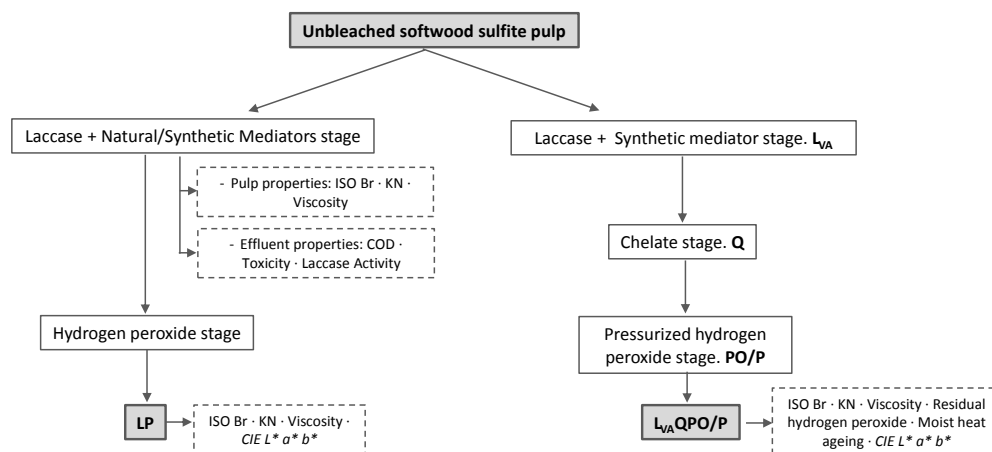 Unbleached softwood sulfite pulp
Laccase + Natural/Synthetic Mediators stage
- Pulp properties: ISO Br · KN ·
Viscosity
- Effluent properties: COD ·
Toxicity · Laccase Activity
Hydrogen peroxide stage
LP
ISO Br · KN · Viscosity ·
CIE L* a* b*
Laccase + Synthetic mediator stage. LVA
Chelate stage. Q
Pressurized hydrogen
peroxide stage. PO/P
LVAQPO/P
ISO Br · KN · Viscosity · Residual
hydrogen peroxide · Moist heat
ageing · CIE L* a* b*